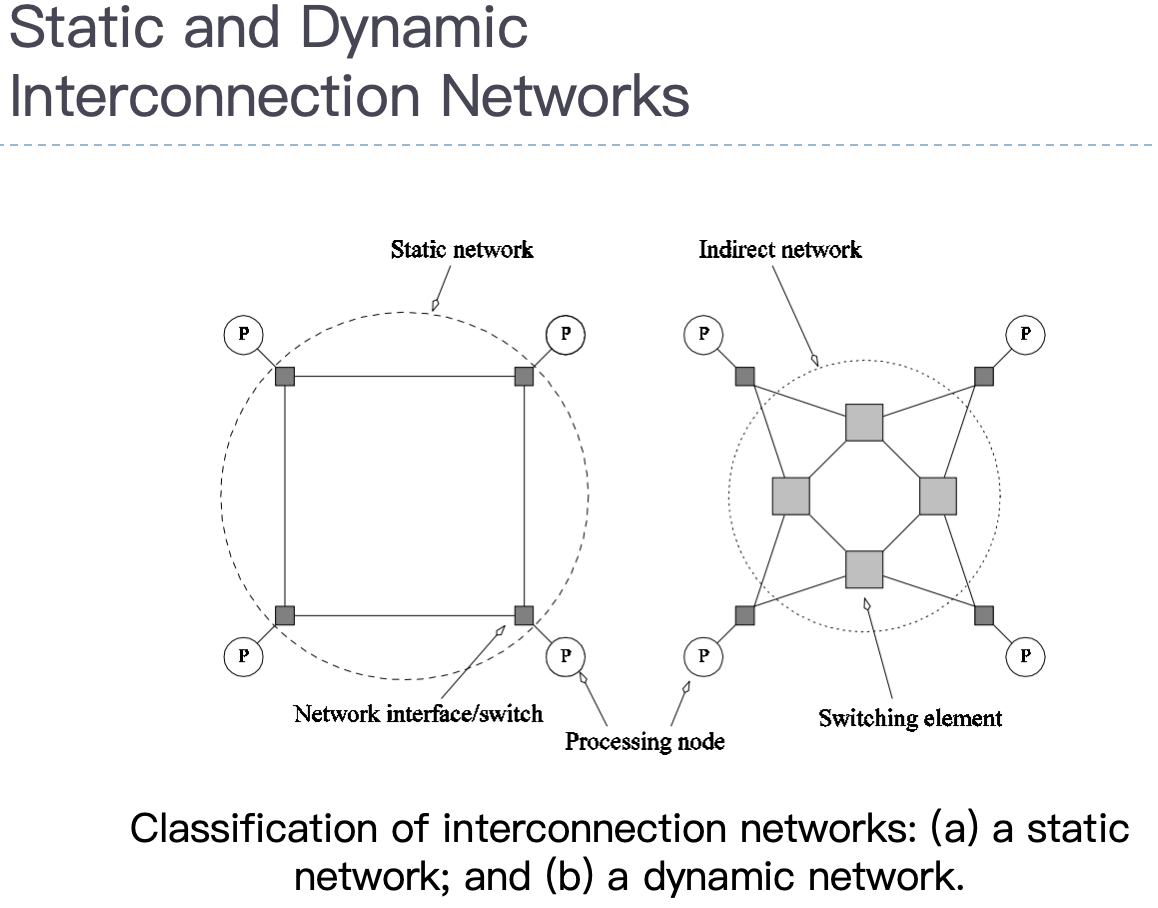 Static and Dynamic
Interconnection Networks
Static network
Indirect network
P
P
P
P
P
P
P
P
Network interface/switch
Switching element
Processing node
Classification of interconnection networks: (a) a static
network; and (b) a dynamic network.